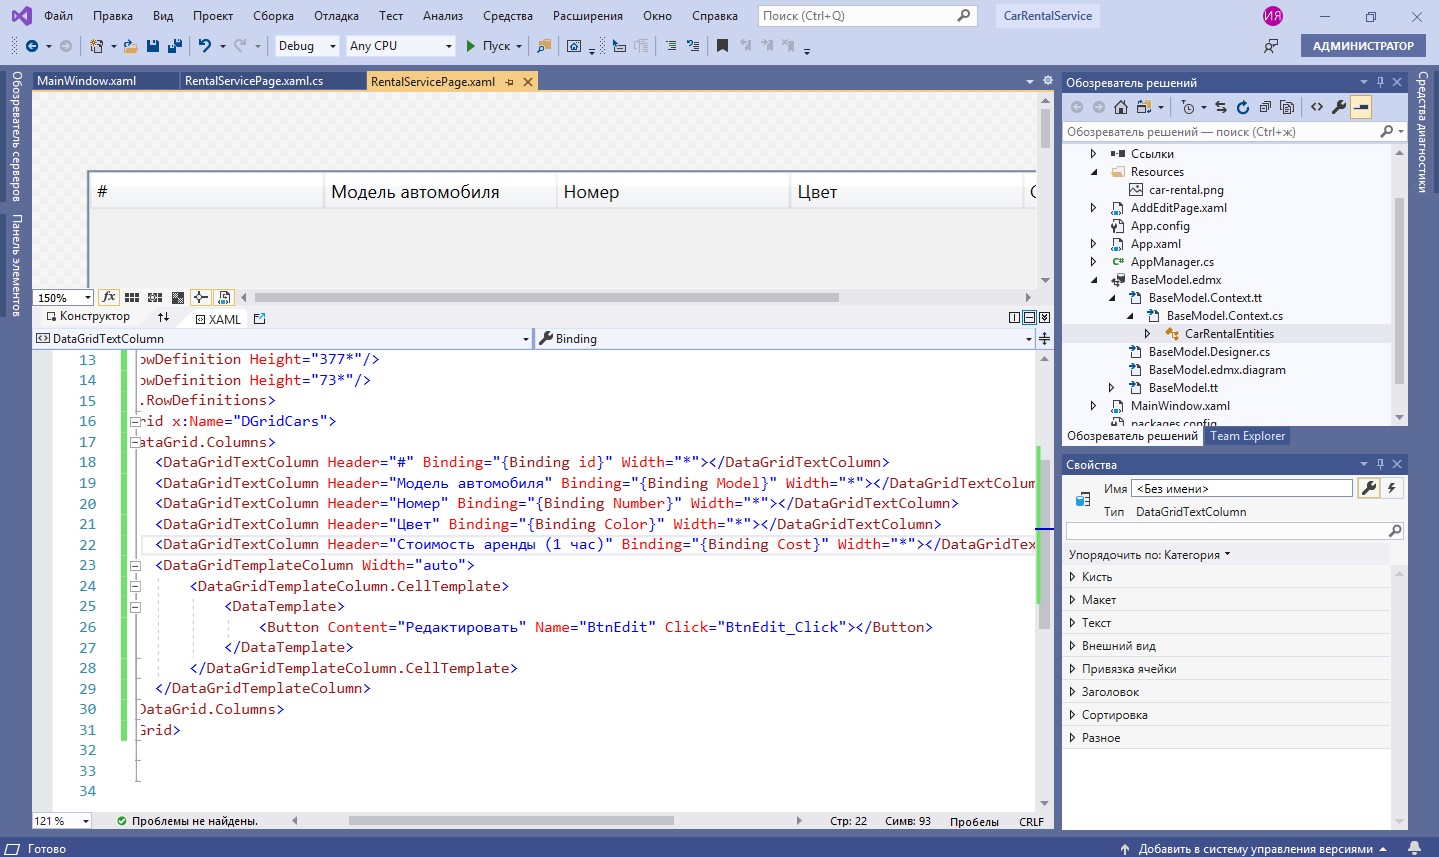 Файл Правка Вид Проект Сборка Отладка Тест Анализ Средства Расширения Окно Справка Поиск (Ctrl+Q) CarRentalService ИЯ
Debug Any CPU Пуск АДМИНИСТРАТОР
Обозреватель серверов
Панель элементов
MainWindow.xaml RentalServicePage.xaml.cs RentalServicePage.xaml
# Модель автомобиля Номер Цвет
150% fx
Конструктор XAML
DataGridTextColumn Binding
13 owDefinition Height="377*"/>
14 owDefinition Height="73*"/>
15 .RowDefinitions>
16 rid x:Name="DGridCars">
17 ataGrid.Columns>
18 <DataGridTextColumn Header="#" Binding="{Binding id}" Width="*"></DataGridTextColumn>
19 <DataGridTextColumn Header="Модель автомобиля" Binding="{Binding Model}" Width="*"></DataGridTextColum
20 <DataGridTextColumn Header="Номер" Binding="{Binding Number}" Width="*"></DataGridTextColumn>
21 <DataGridTextColumn Header="Цвет" Binding="{Binding Color}" Width="*"></DataGridTextColumn>
22 <DataGridTextColumn Header="Стоимость аренды (1 час)" Binding="{Binding Cost}" Width="*"></DataGridTex
23 <DataGridTemplateColumn Width="auto">
24 <DataGridTemplateColumn.CellTemplate>
25 <DataTemplate>
26 <Button Content="Редактировать" Name="BtnEdit" Click="BtnEdit_Click"></Button>
27 </DataTemplate>
28 </DataGridTemplateColumn.CellTemplate>
29 </DataGridTemplateColumn>
30 DataGrid.Columns>
31 Grid>
32
33
34
121 % Проблемы не найдены. Стр: 22 Симв: 93 Пробелы CRLF
Обозреватель решений
Обозреватель решений — поиск (Ctrl+ж)
Ссылки
Resources
car-rental.png
AddEditPage.xaml
App.config
App.xaml
C# AppManager.cs
BaseModel.edmx
BaseModel.Context.tt
BaseModel.Context.cs
CarRentalEntities
BaseModel.Designer.cs
BaseModel.edmx.diagram
BaseModel.tt
MainWindow.xaml
packages.config
Обозреватель решений Team Explorer
Свойства
Имя <Без имени>
Тип DataGridTextColumn
Упорядочить по: Категория
Кисть
Макет
Текст
Внешний вид
Привязка ячейки
Заголовок
Сортировка
Разное
Средства диагностики
Готово Добавить в систему управления версиями